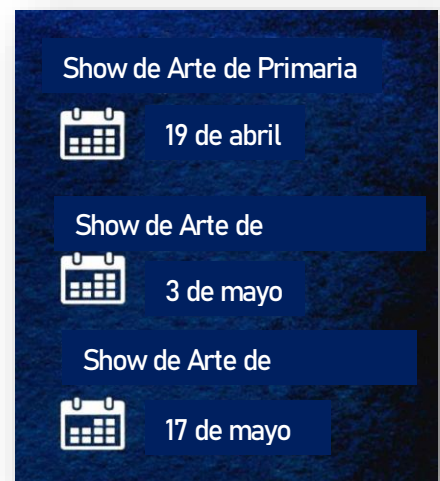 Show de Arte de Primaria
19 de abril
Show de Arte de
3 de mayo
Show de Arte de
17 de mayo